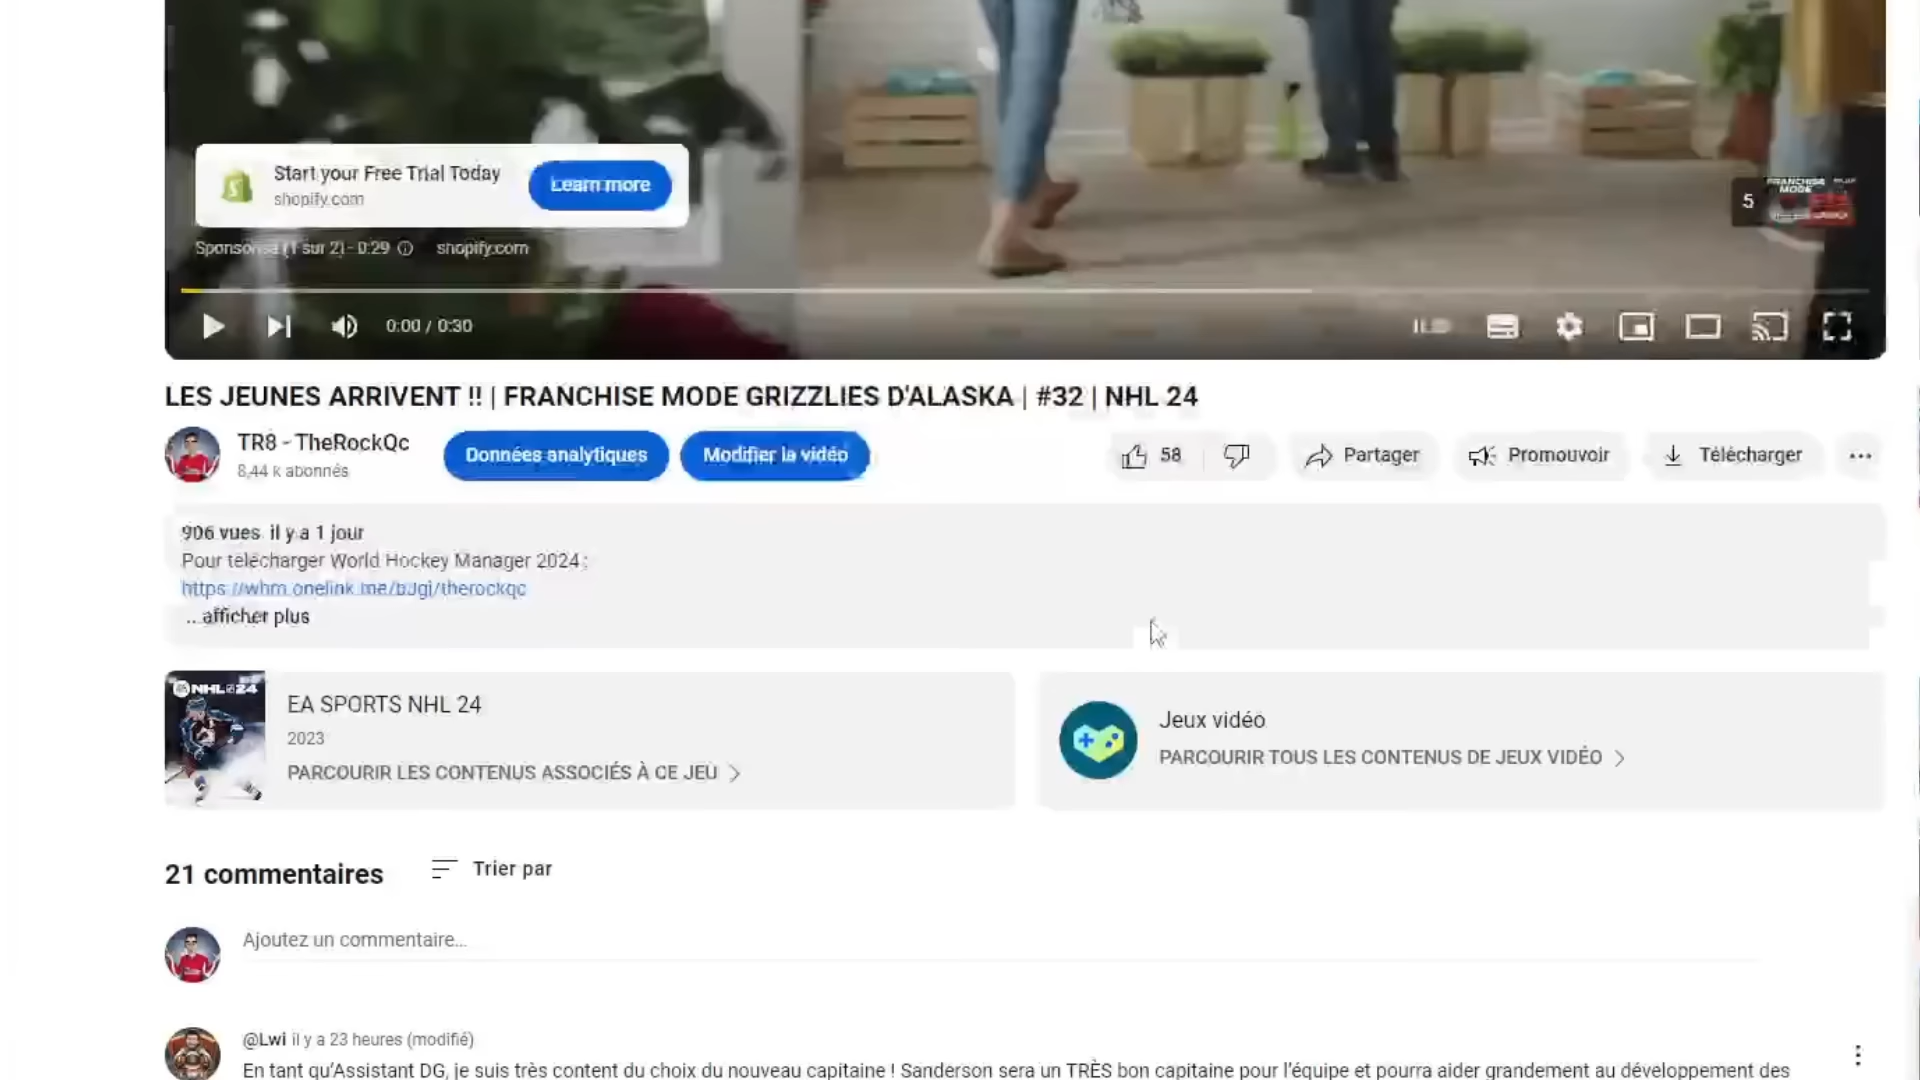 Start your Free Trial Today
shopify.com
Learn more
5
FRANCHISE
MODE
Sponsorisé (1 sur 2) · 0:29
shopify.com
0:00 / 0:30
LES JEUNES ARRIVENT !! | FRANCHISE MODE GRIZZLIES D'ALASKA | #32 | NHL 24
TR8 - TheRockQc
8,44 k abonnés
Données analytiques
Modifier la vidéo
58
Partager
Promouvoir
Télécharger
906 vues il y a 1 jour
Pour télécharger World Hockey Manager 2024 :
https://whm.onelink.me/bJgj/therockqc
...afficher plus
NHL 24
EA SPORTS NHL 24
2023
PARCOURIR LES CONTENUS ASSOCIÉS À CE JEU
Jeux vidéo
PARCOURIR TOUS LES CONTENUS DE JEUX VIDÉO
21 commentaires
Trier par
Ajoutez un commentaire...
@Lwi il y a 23 heures (modifié)
En tant qu'Assistant DG, je suis très content du choix du nouveau capitaine ! Sanderson sera un TRÈS bon capitaine pour l'équipe et pourra aider grandement au développement des